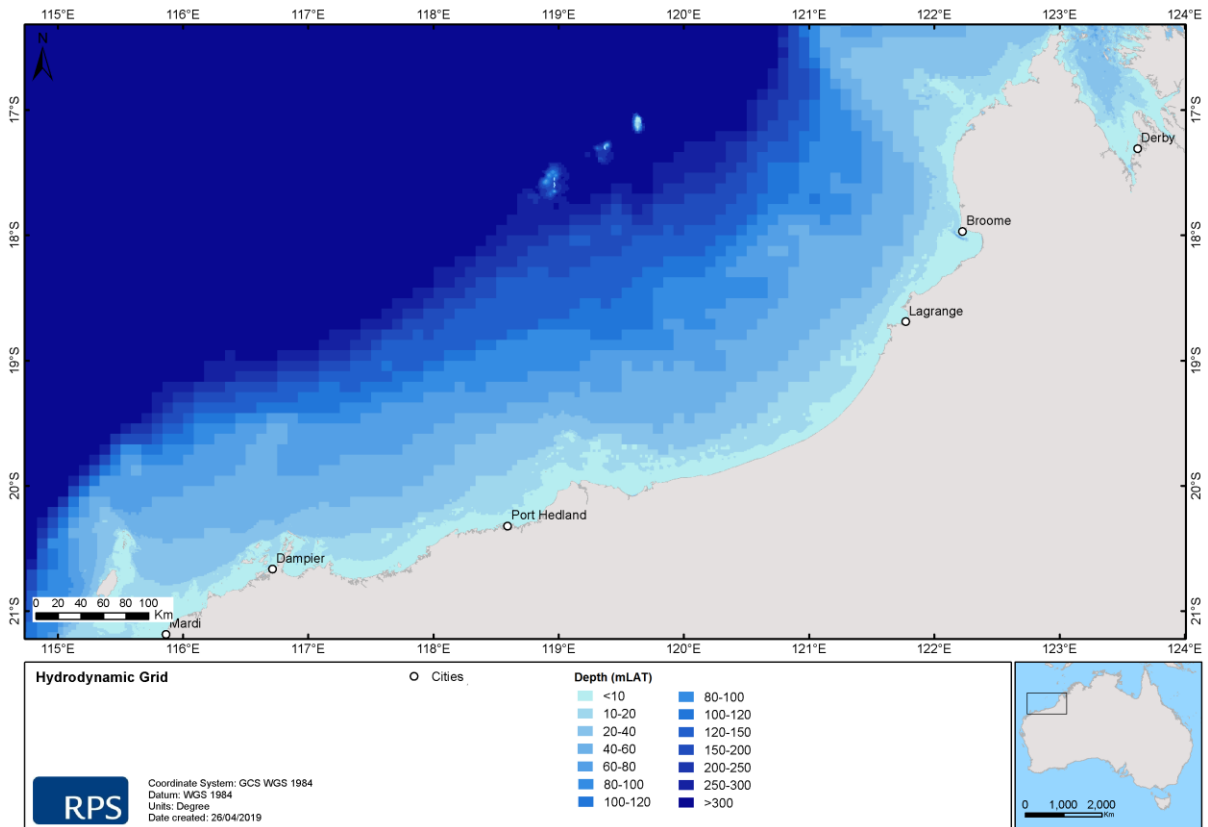 115°E 116°E 117°E 118°E 119°E 120°E 121°E 122°E 123°E 124°E
N
17°S 17°S
Derby
18°S Broome 18°S
Lagrange
19°S 19°S
20°S 20°S
Port Hedland
Dampier
0 20 40 60 80 100
Km
21°S 21°S
Mardi
115°E 116°E 117°E 118°E 119°E 120°E 121°E 122°E 123°E 124°E
Hydrodynamic Grid
Cities
Depth (mLAT)
<10
10-20
20-40
40-60
60-80
80-100
100-120
80-100
100-120
120-150
150-200
200-250
250-300
>300
RPS
Coordinate System: GCS WGS 1984
Datum: WGS 1984
Units: Degree
Date created: 26/04/2019
0 1,000 2,000
Km